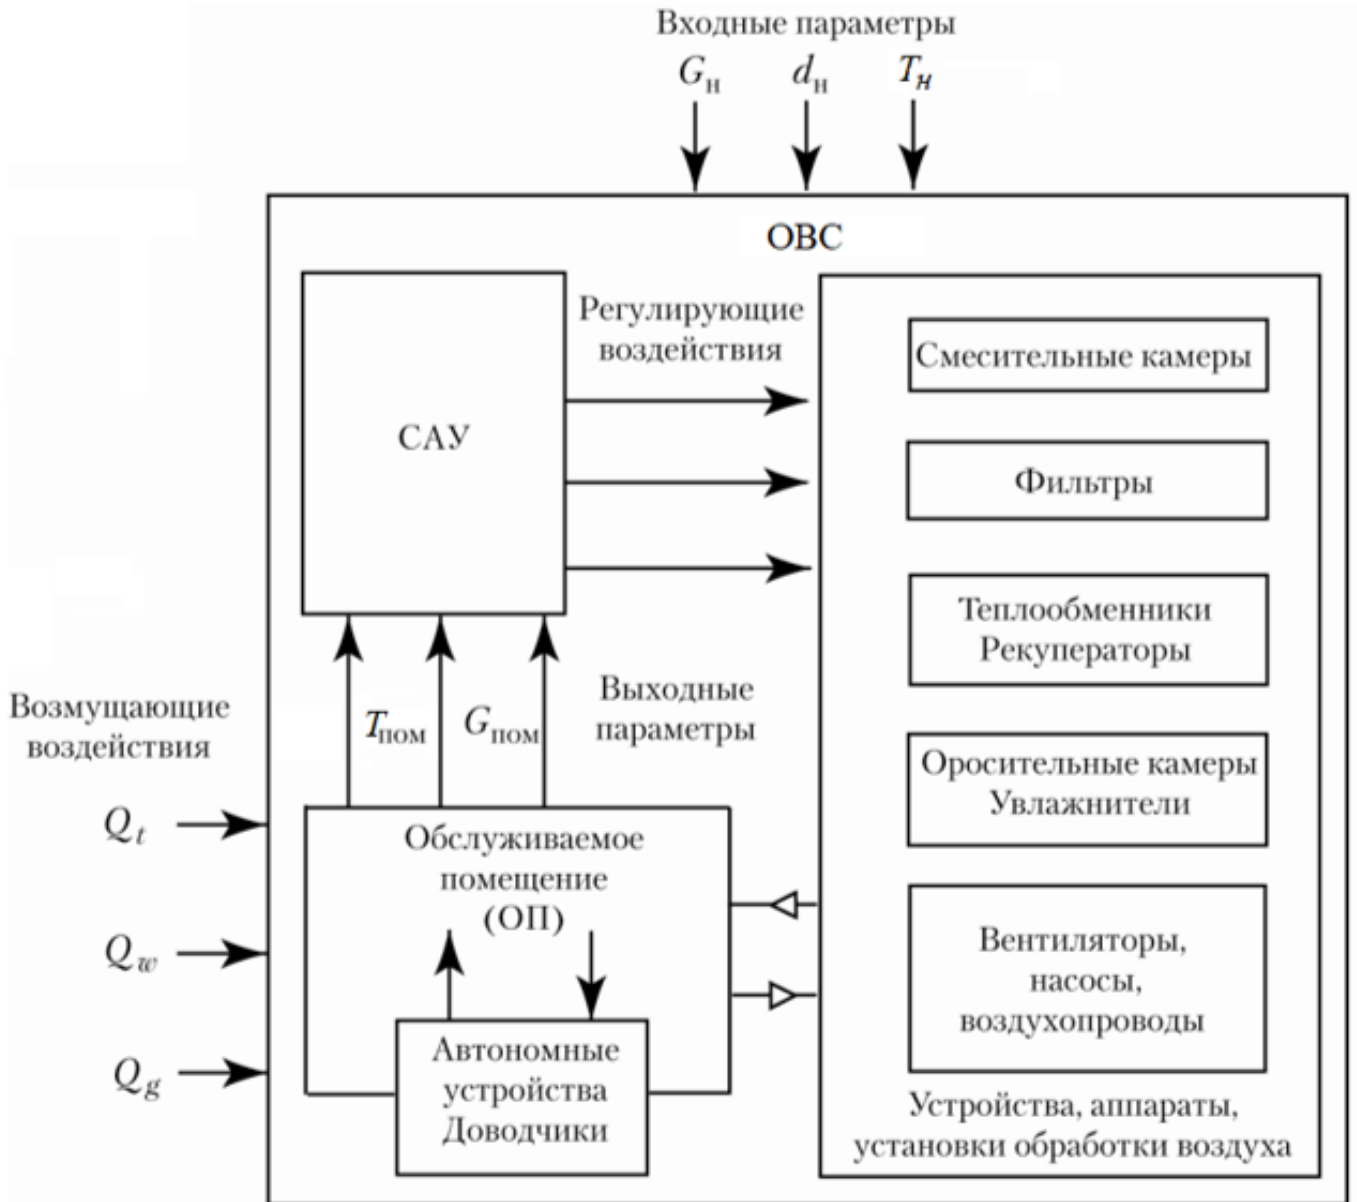 Входные параметры
Gн dн Tн
ОВС
САУ
Регулирующие
воздействия
Смесительные камеры
Фильтры
Теплообменники
Рекуператоры
Оросительные камеры
Увлажнители
Вентиляторы,
насосы,
воздухопроводы
Устройства, аппараты,
установки обработки воздуха
Tпом Gпом
Выходные
параметры
Возмущающие
воздействия
Qt
Qw
Qg
Обслуживаемое
помещение
(ОП)
Автономные
устройства
Доводчики